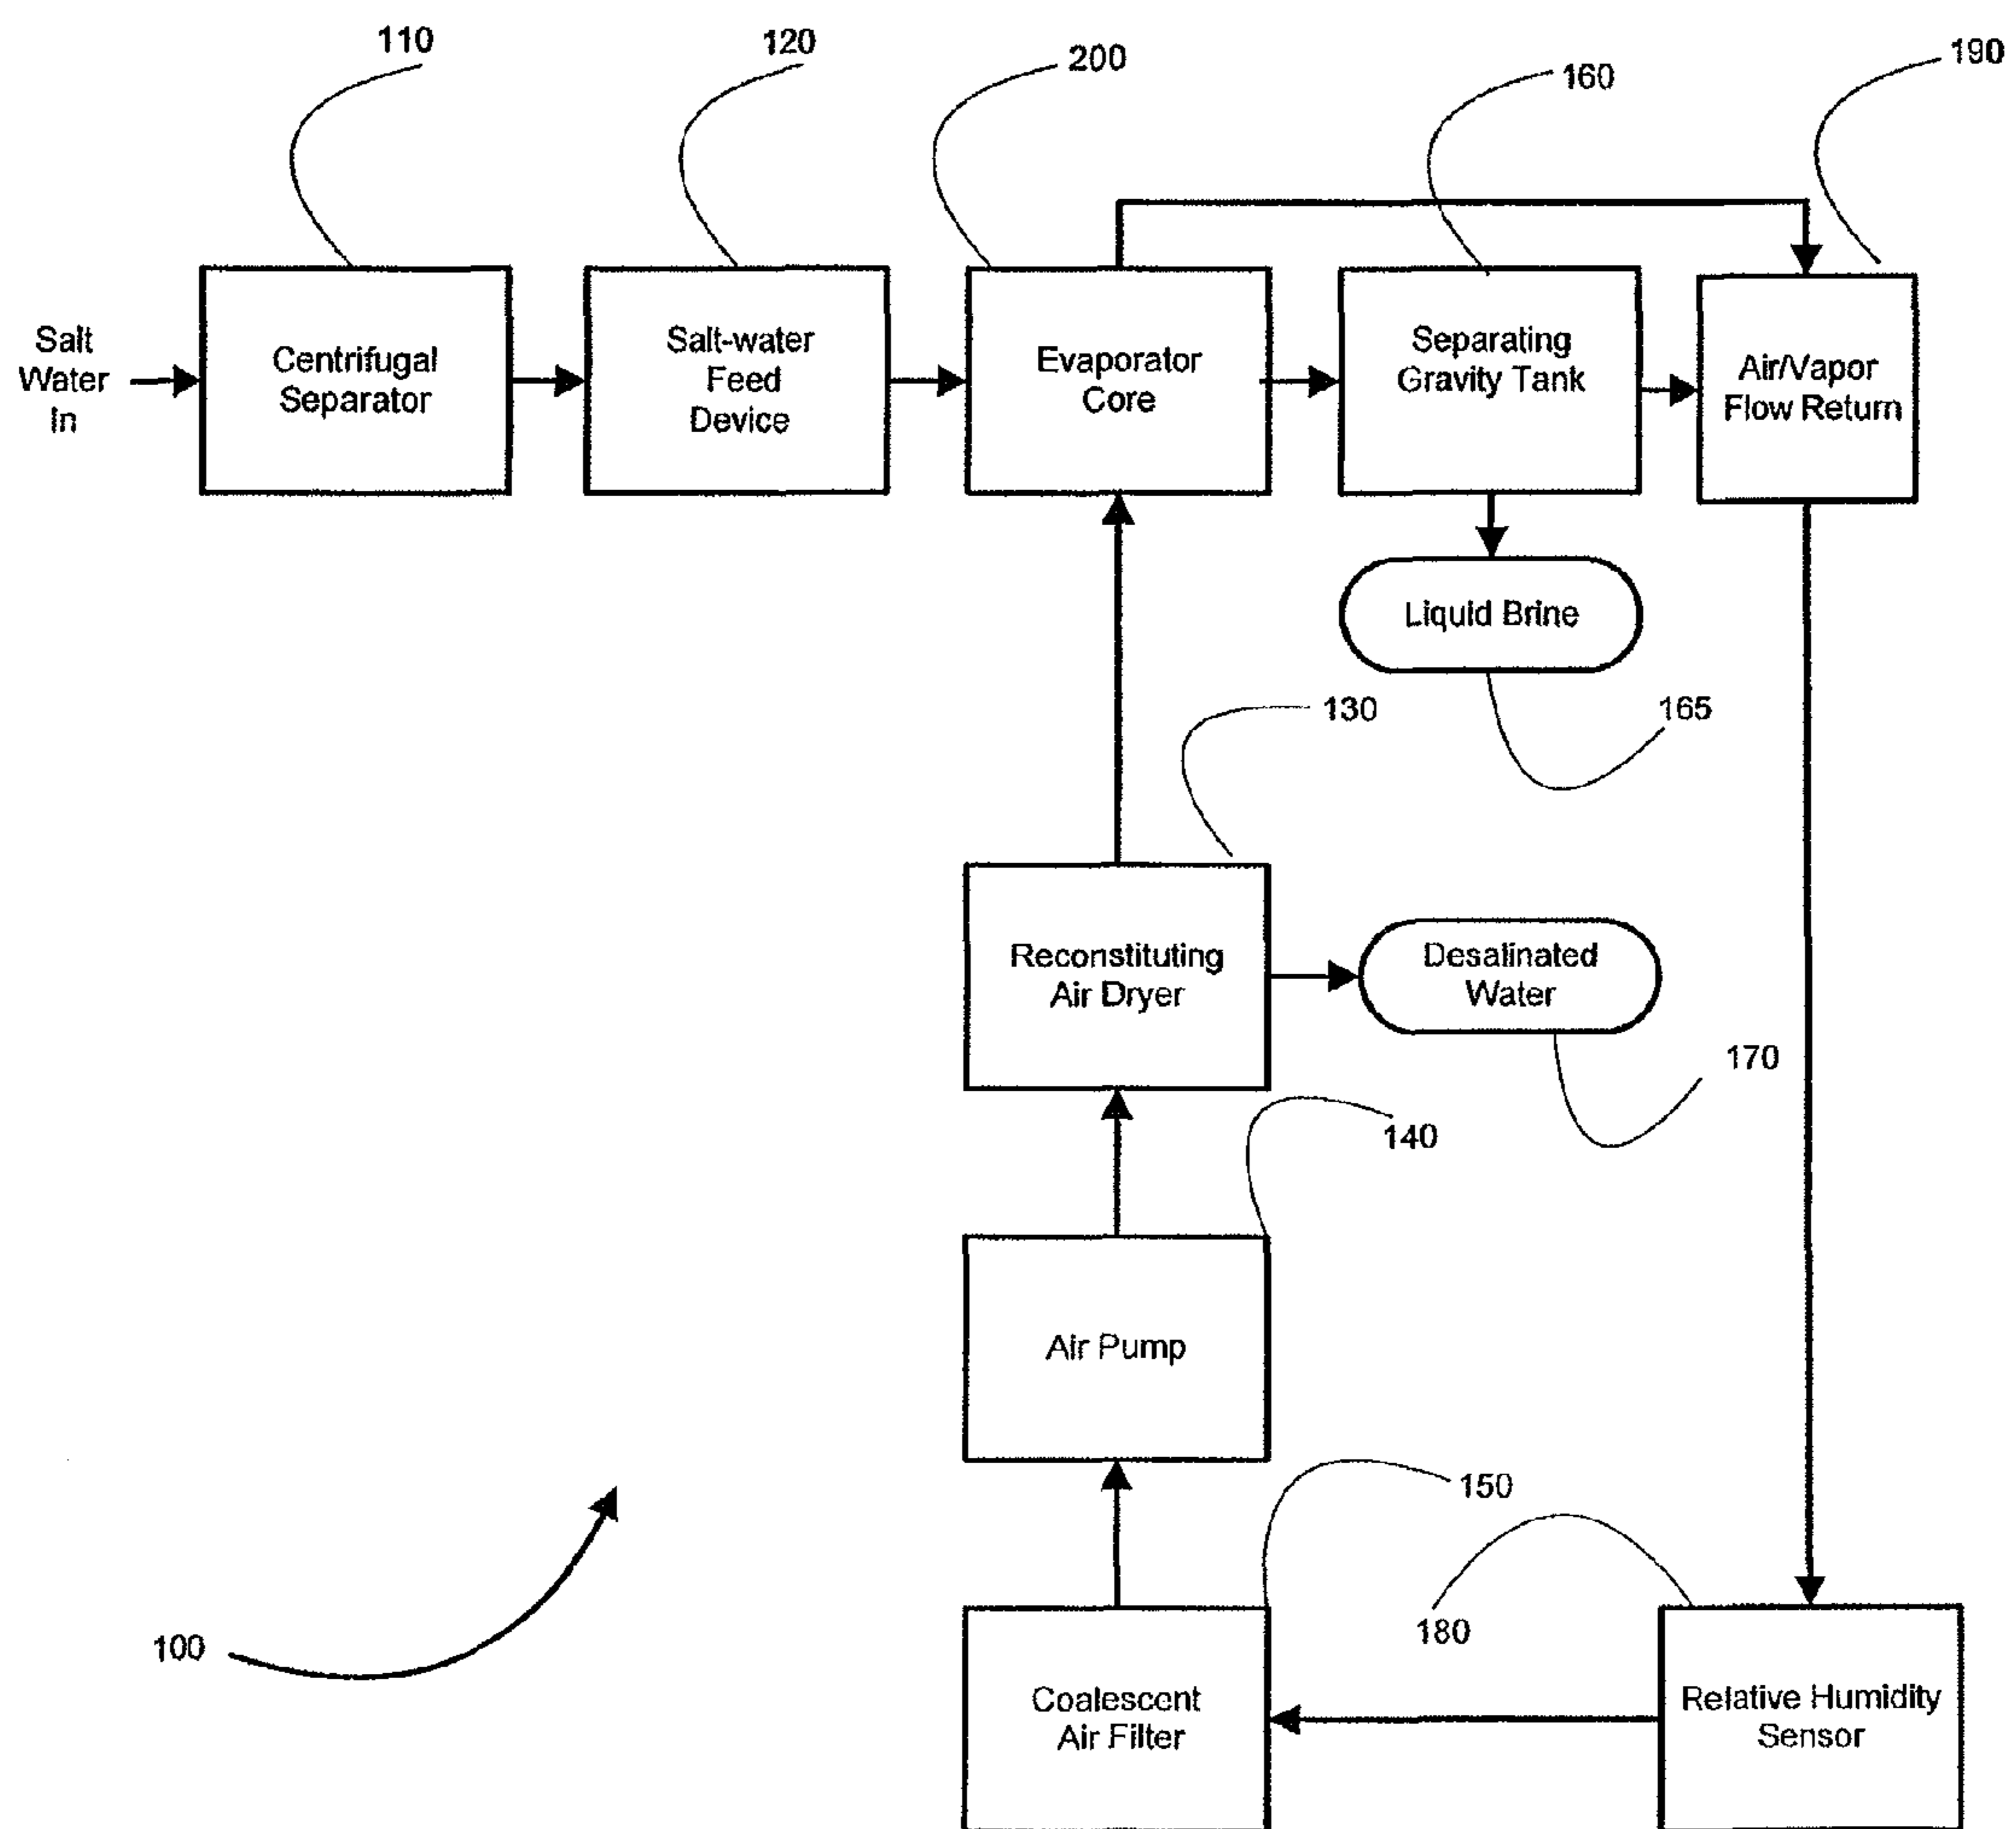 110
120
200
160
190
Salt
Water
In
Centrifugal
Separator
Salt-water
Feed
Device
Evaporator
Core
Separating
Gravity Tank
Air/Vapor
Flow Return
Liquid Brine
130
165
Reconstituting
Air Dryer
Desalinated
Water
170
140
Air Pump
150
180
100
Coalescent
Air Filter
Relative Humidity
Sensor